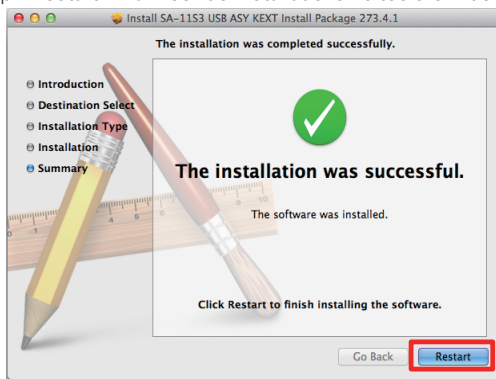 Install SA-11S3 USB ASY KEXT Install Package 273.4.1
The installation was completed successfully.
Introduction
Destination Select
Installation Type
Installation
Summary
The installation was successful.
The software was installed.
Click Restart to finish installing the software.
Go Back
Restart